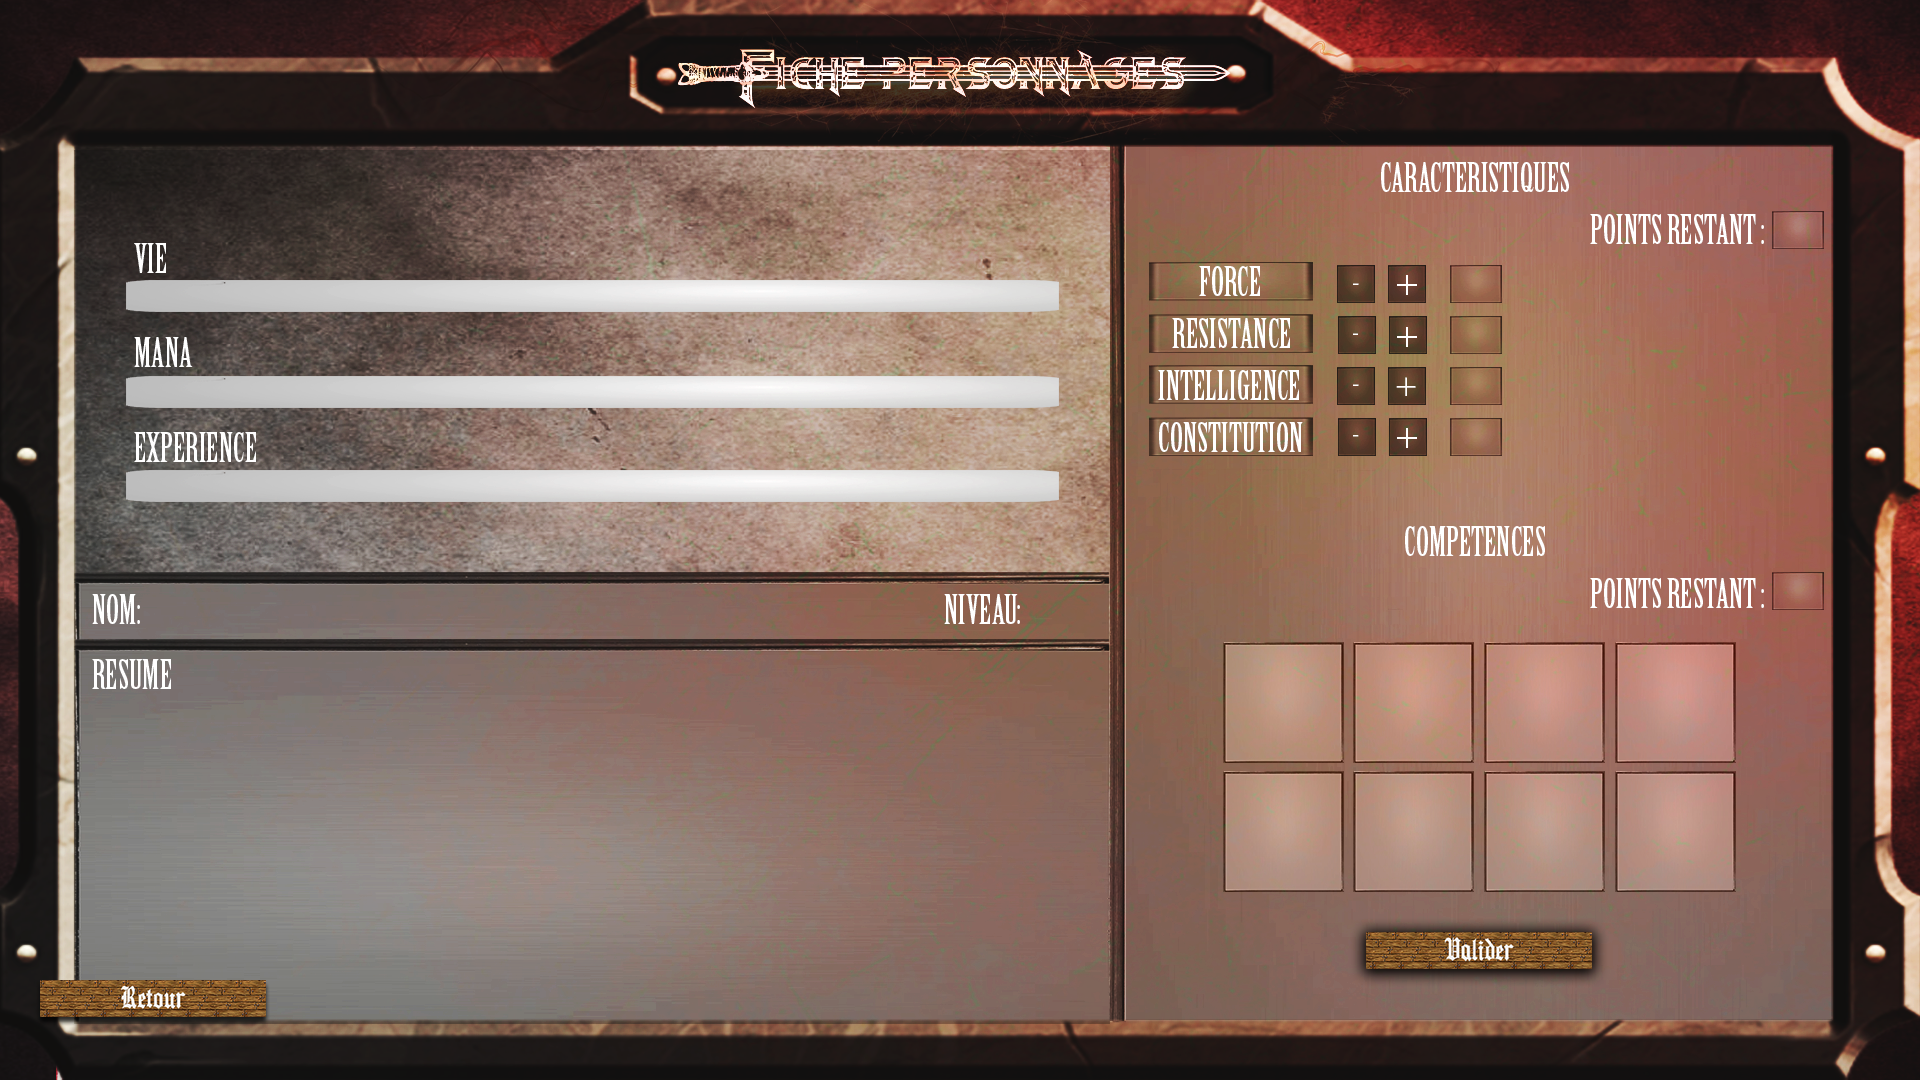 FICHE PERSONNAGES
VIE
MANA
EXPERIENCE
NOM:
NIVEAU:
RESUME
CARACTERISTIQUES
POINTS RESTANT :
FORCE - +
RESISTANCE - +
INTELLIGENCE - +
CONSTITUTION - +
COMPETENCES
POINTS RESTANT :
Valider
Retour